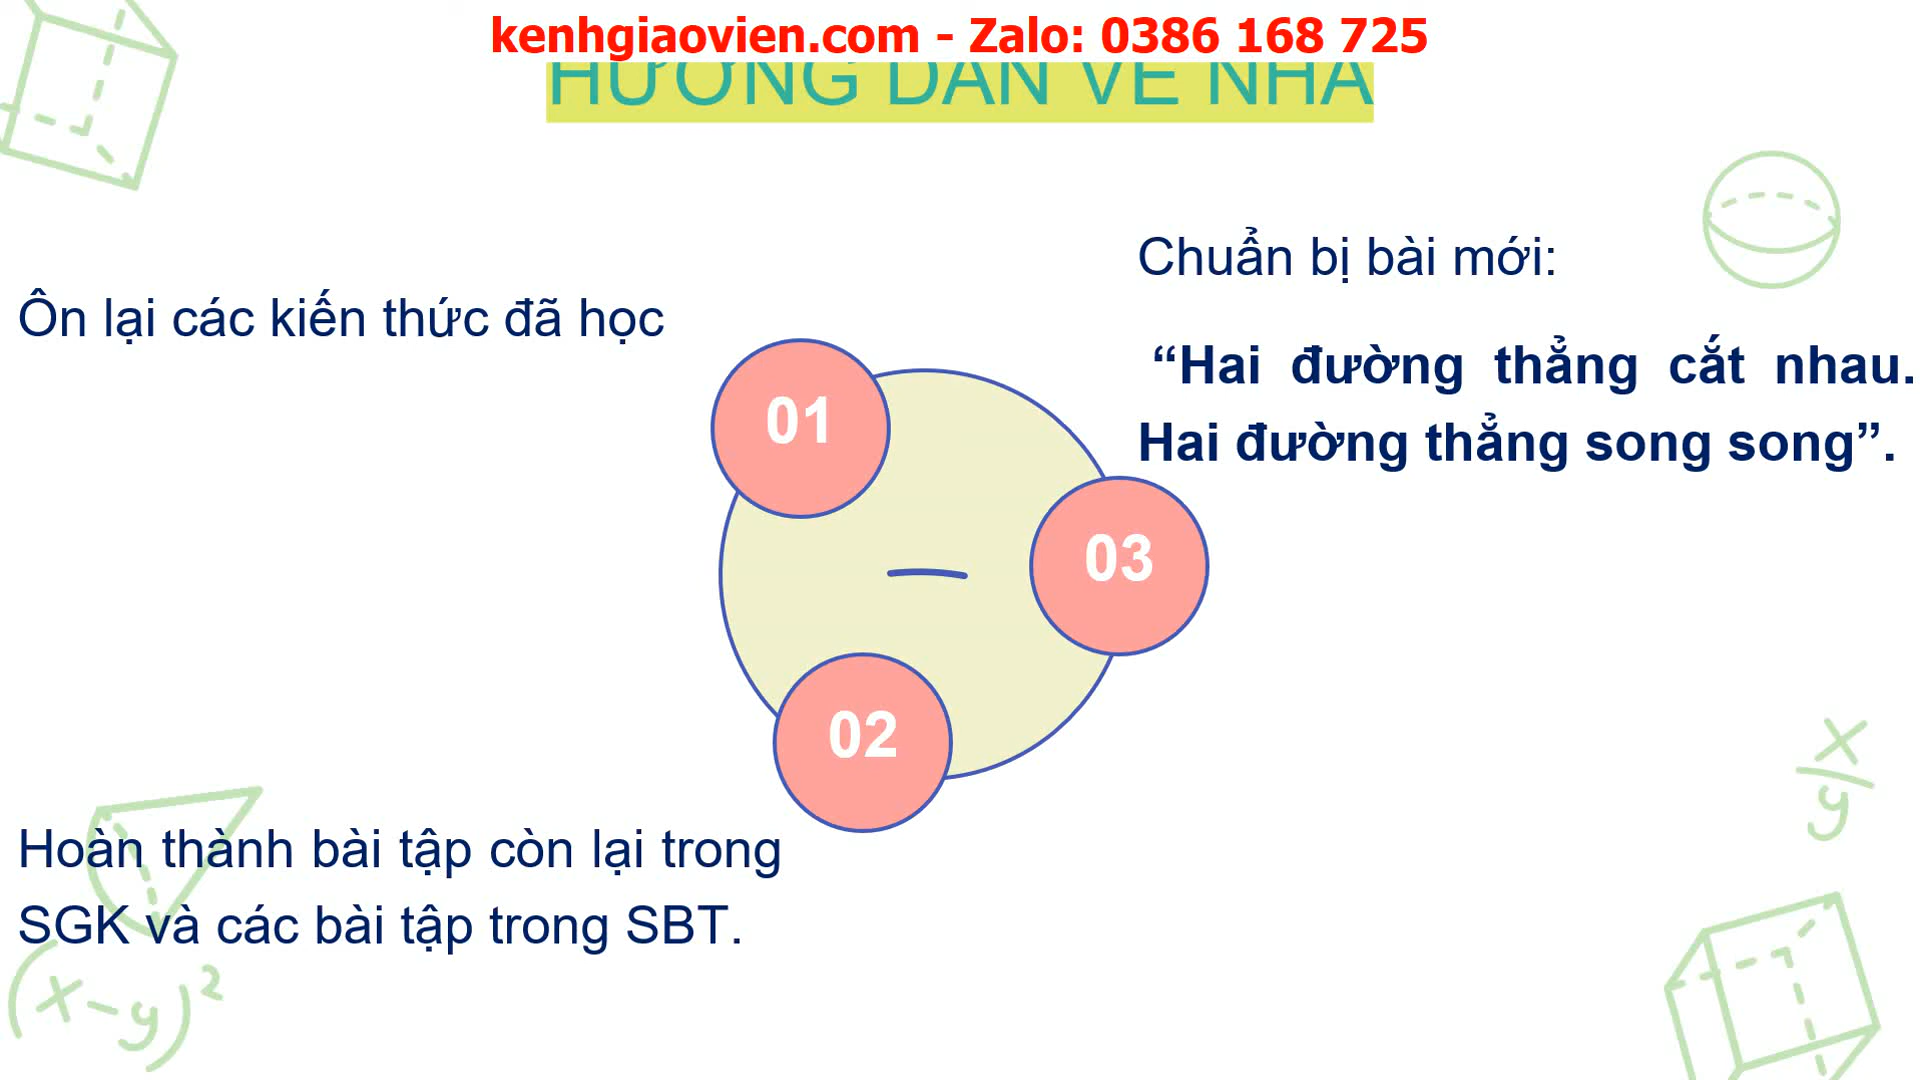 kenhgiaovien.com - Zalo: 0386 168 725
HƯỚNG DẪN VỀ NHÀ
Ôn lại các kiến thức đã học
Chuẩn bị bài mới:
“Hai đường thẳng cắt nhau.
Hai đường thẳng song song”.
01
03
02
Hoàn thành bài tập còn lại trong
SGK và các bài tập trong SBT.
x
y
(x-y)²